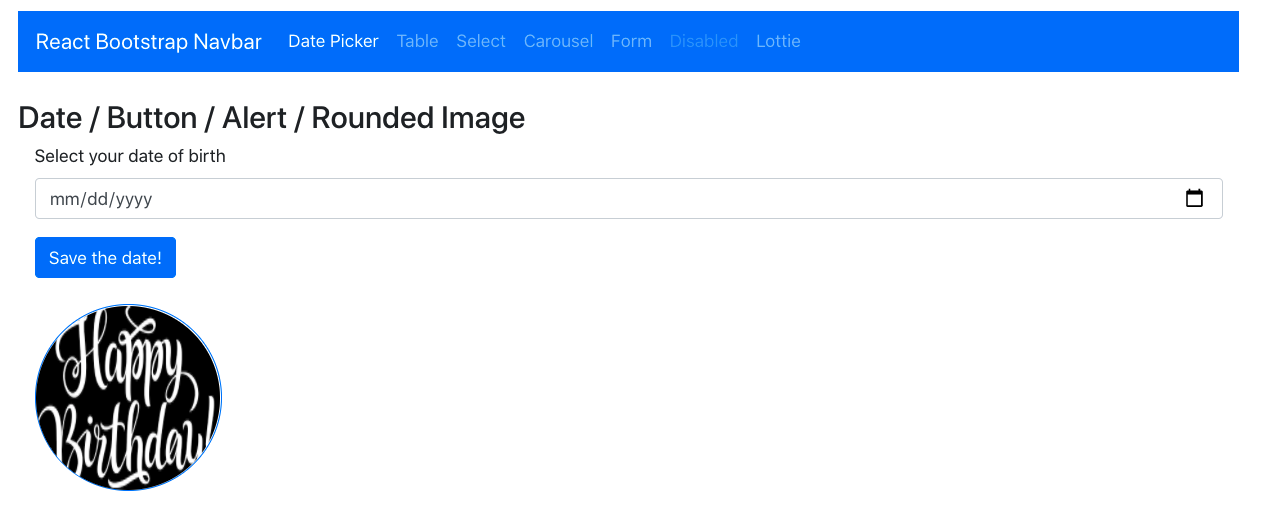 React Bootstrap Navbar Date Picker Table Select Carousel Form Disabled Lottie
Date / Button / Alert / Rounded Image
Select your date of birth
mm/dd/yyyy
Save the date!
Happy
Birthday!